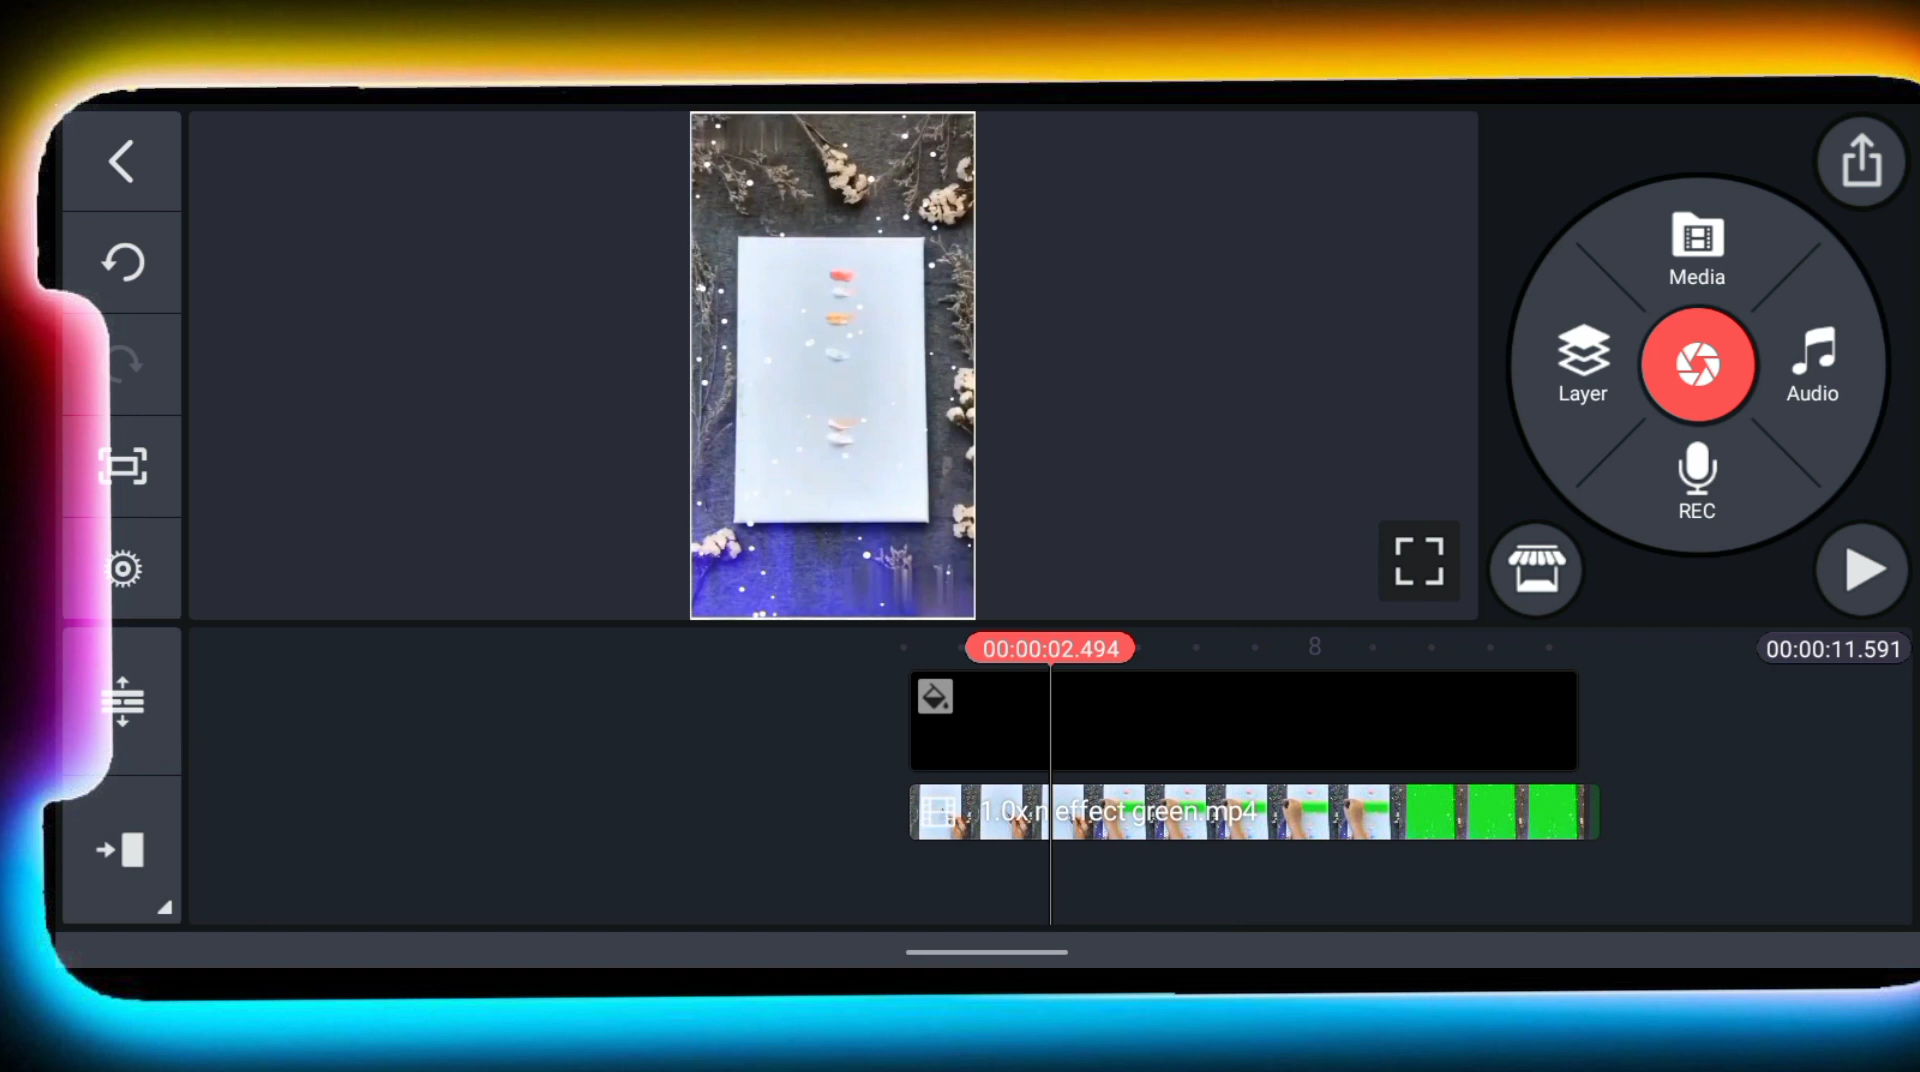 Media
Layer
Audio
REC
00:00:02.494
8
00:00:11.591
1.0x n effect green.mp4